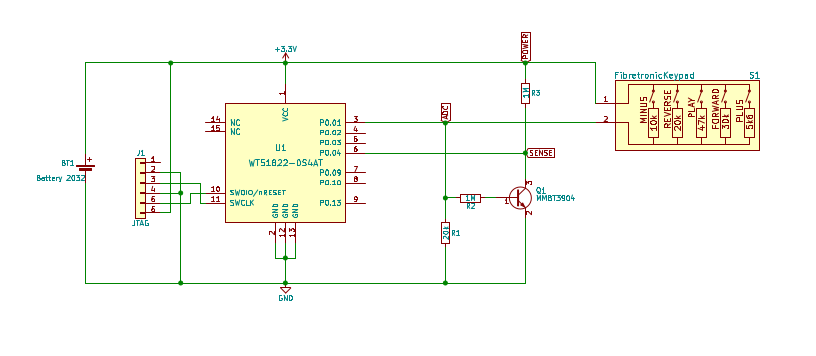 +3.3V
POWER
FibretronicKeypad S1
1
2
MINUS
REVERSE
PLAY
FORWARD
PLUS
10k
20k
47k
30k
5k6
1M R3
ADC
SENSE
1
VCC
14 NC
15 NC
U1
WT51822-0S4AT
P0.01 3
P0.02 4
P0.03 5
P0.04 6
P0.09 7
P0.10 8
P0.13 9
10 SWDIO/nRESET
11 SWCLK
GND GND GND
2 12 13
GND
J1
1
2
3
4
5
6
JTAG
BT1 +
Battery 2032
1M
R2
20k R1
3
1
2
Q1
MMBT3904